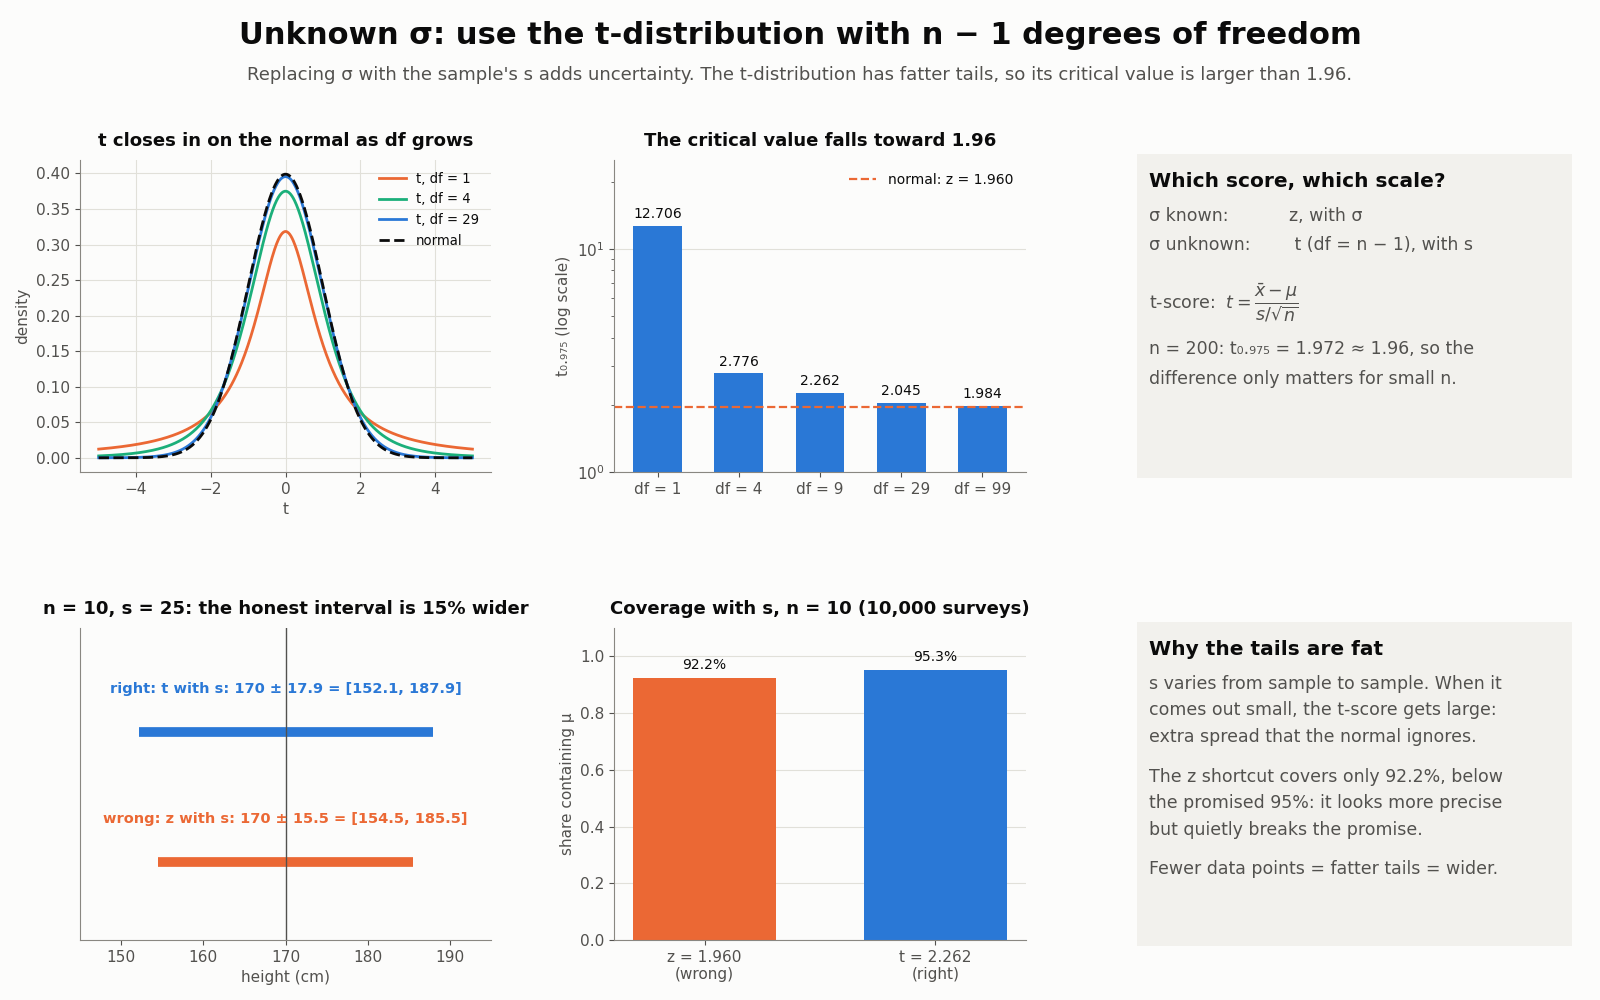 Unknown σ: use the t-distribution with n − 1 degrees of freedom
Replacing σ with the sample's s adds uncertainty. The t-distribution has fatter tails, so its critical value is larger than 1.96.
t closes in on the normal as df grows
0.40
0.35
0.30
0.25
0.20
0.15
0.10
0.05
0.00
density
t, df = 1
t, df = 4
t, df = 29
normal
−4 −2 0 2 4
t
The critical value falls toward 1.96
normal: z = 1.960
12.706
2.776
2.262
2.045
1.984
10¹
10⁰
t₀.₉₇₅ (log scale)
df = 1 df = 4 df = 9 df = 29 df = 99
Which score, which scale?
σ known: z, with σ
σ unknown: t (df = n − 1), with s
t-score: t = (x̄ − μ)/(s/√n)
n = 200: t₀.₉₇₅ = 1.972 ≈ 1.96, so the
difference only matters for small n.
n = 10, s = 25: the honest interval is 15% wider
right: t with s: 170 ± 17.9 = [152.1, 187.9]
wrong: z with s: 170 ± 15.5 = [154.5, 185.5]
150 160 170 180 190
height (cm)
Coverage with s, n = 10 (10,000 surveys)
1.0
0.8
0.6
0.4
0.2
0.0
share containing μ
92.2%
95.3%
z = 1.960
(wrong)
t = 2.262
(right)
Why the tails are fat
s varies from sample to sample. When it
comes out small, the t-score gets large:
extra spread that the normal ignores.
The z shortcut covers only 92.2%, below
the promised 95%: it looks more precise
but quietly breaks the promise.
Fewer data points = fatter tails = wider.